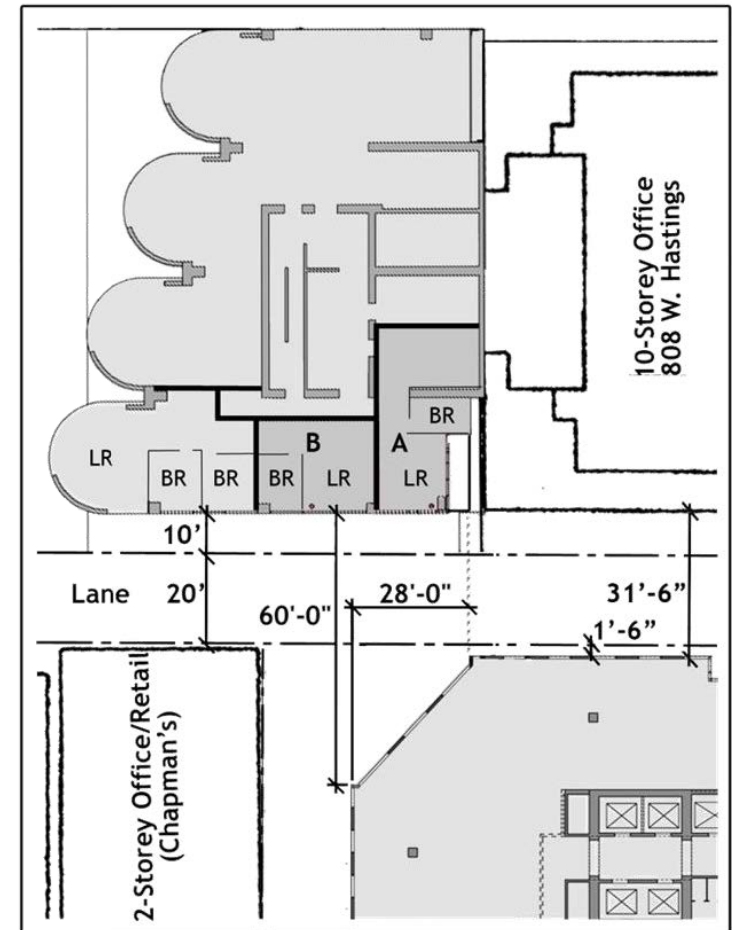 10-Storey Office
808 W. Hastings
BR
B
A
LR
BR
BR
BR
LR
LR
10'
Lane
20'
60'-0"
28'-0"
31'-6”
1'-6”
2-Storey Office/Retail
(Chapman's)